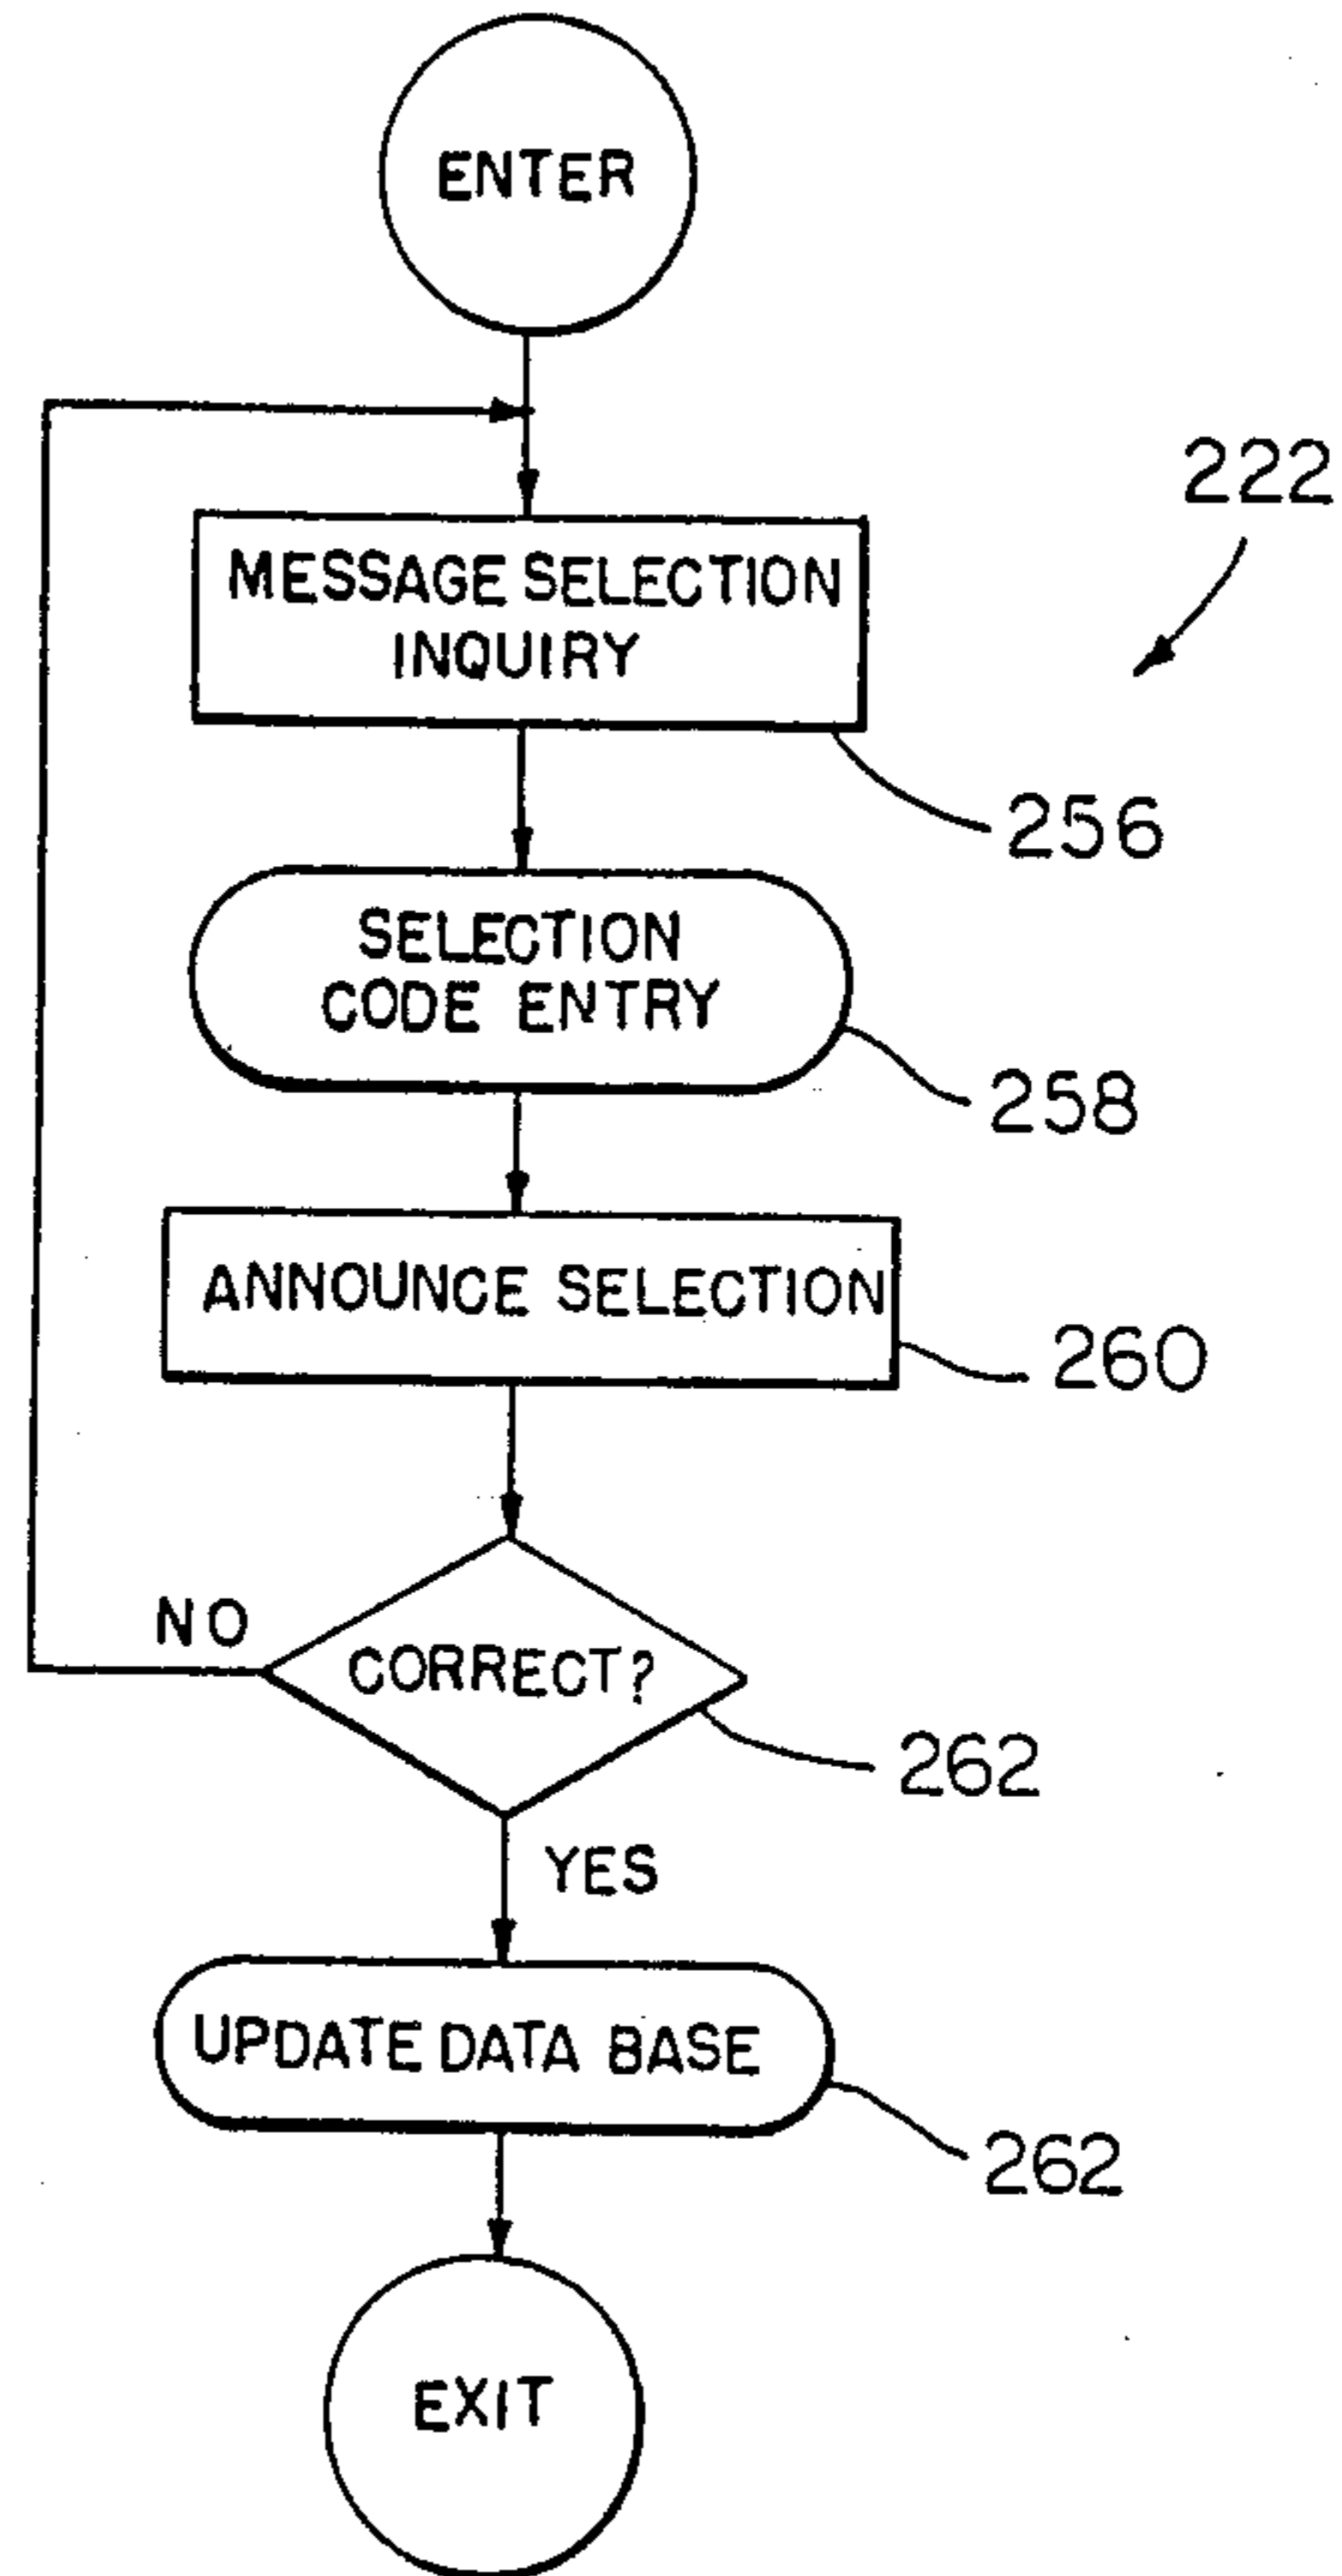 ENTER
222
MESSAGE SELECTION
INQUIRY
256
SELECTION
CODE ENTRY
258
ANNOUNCE SELECTION
260
NO
CORRECT?
262
YES
UPDATE DATA BASE
262
EXIT